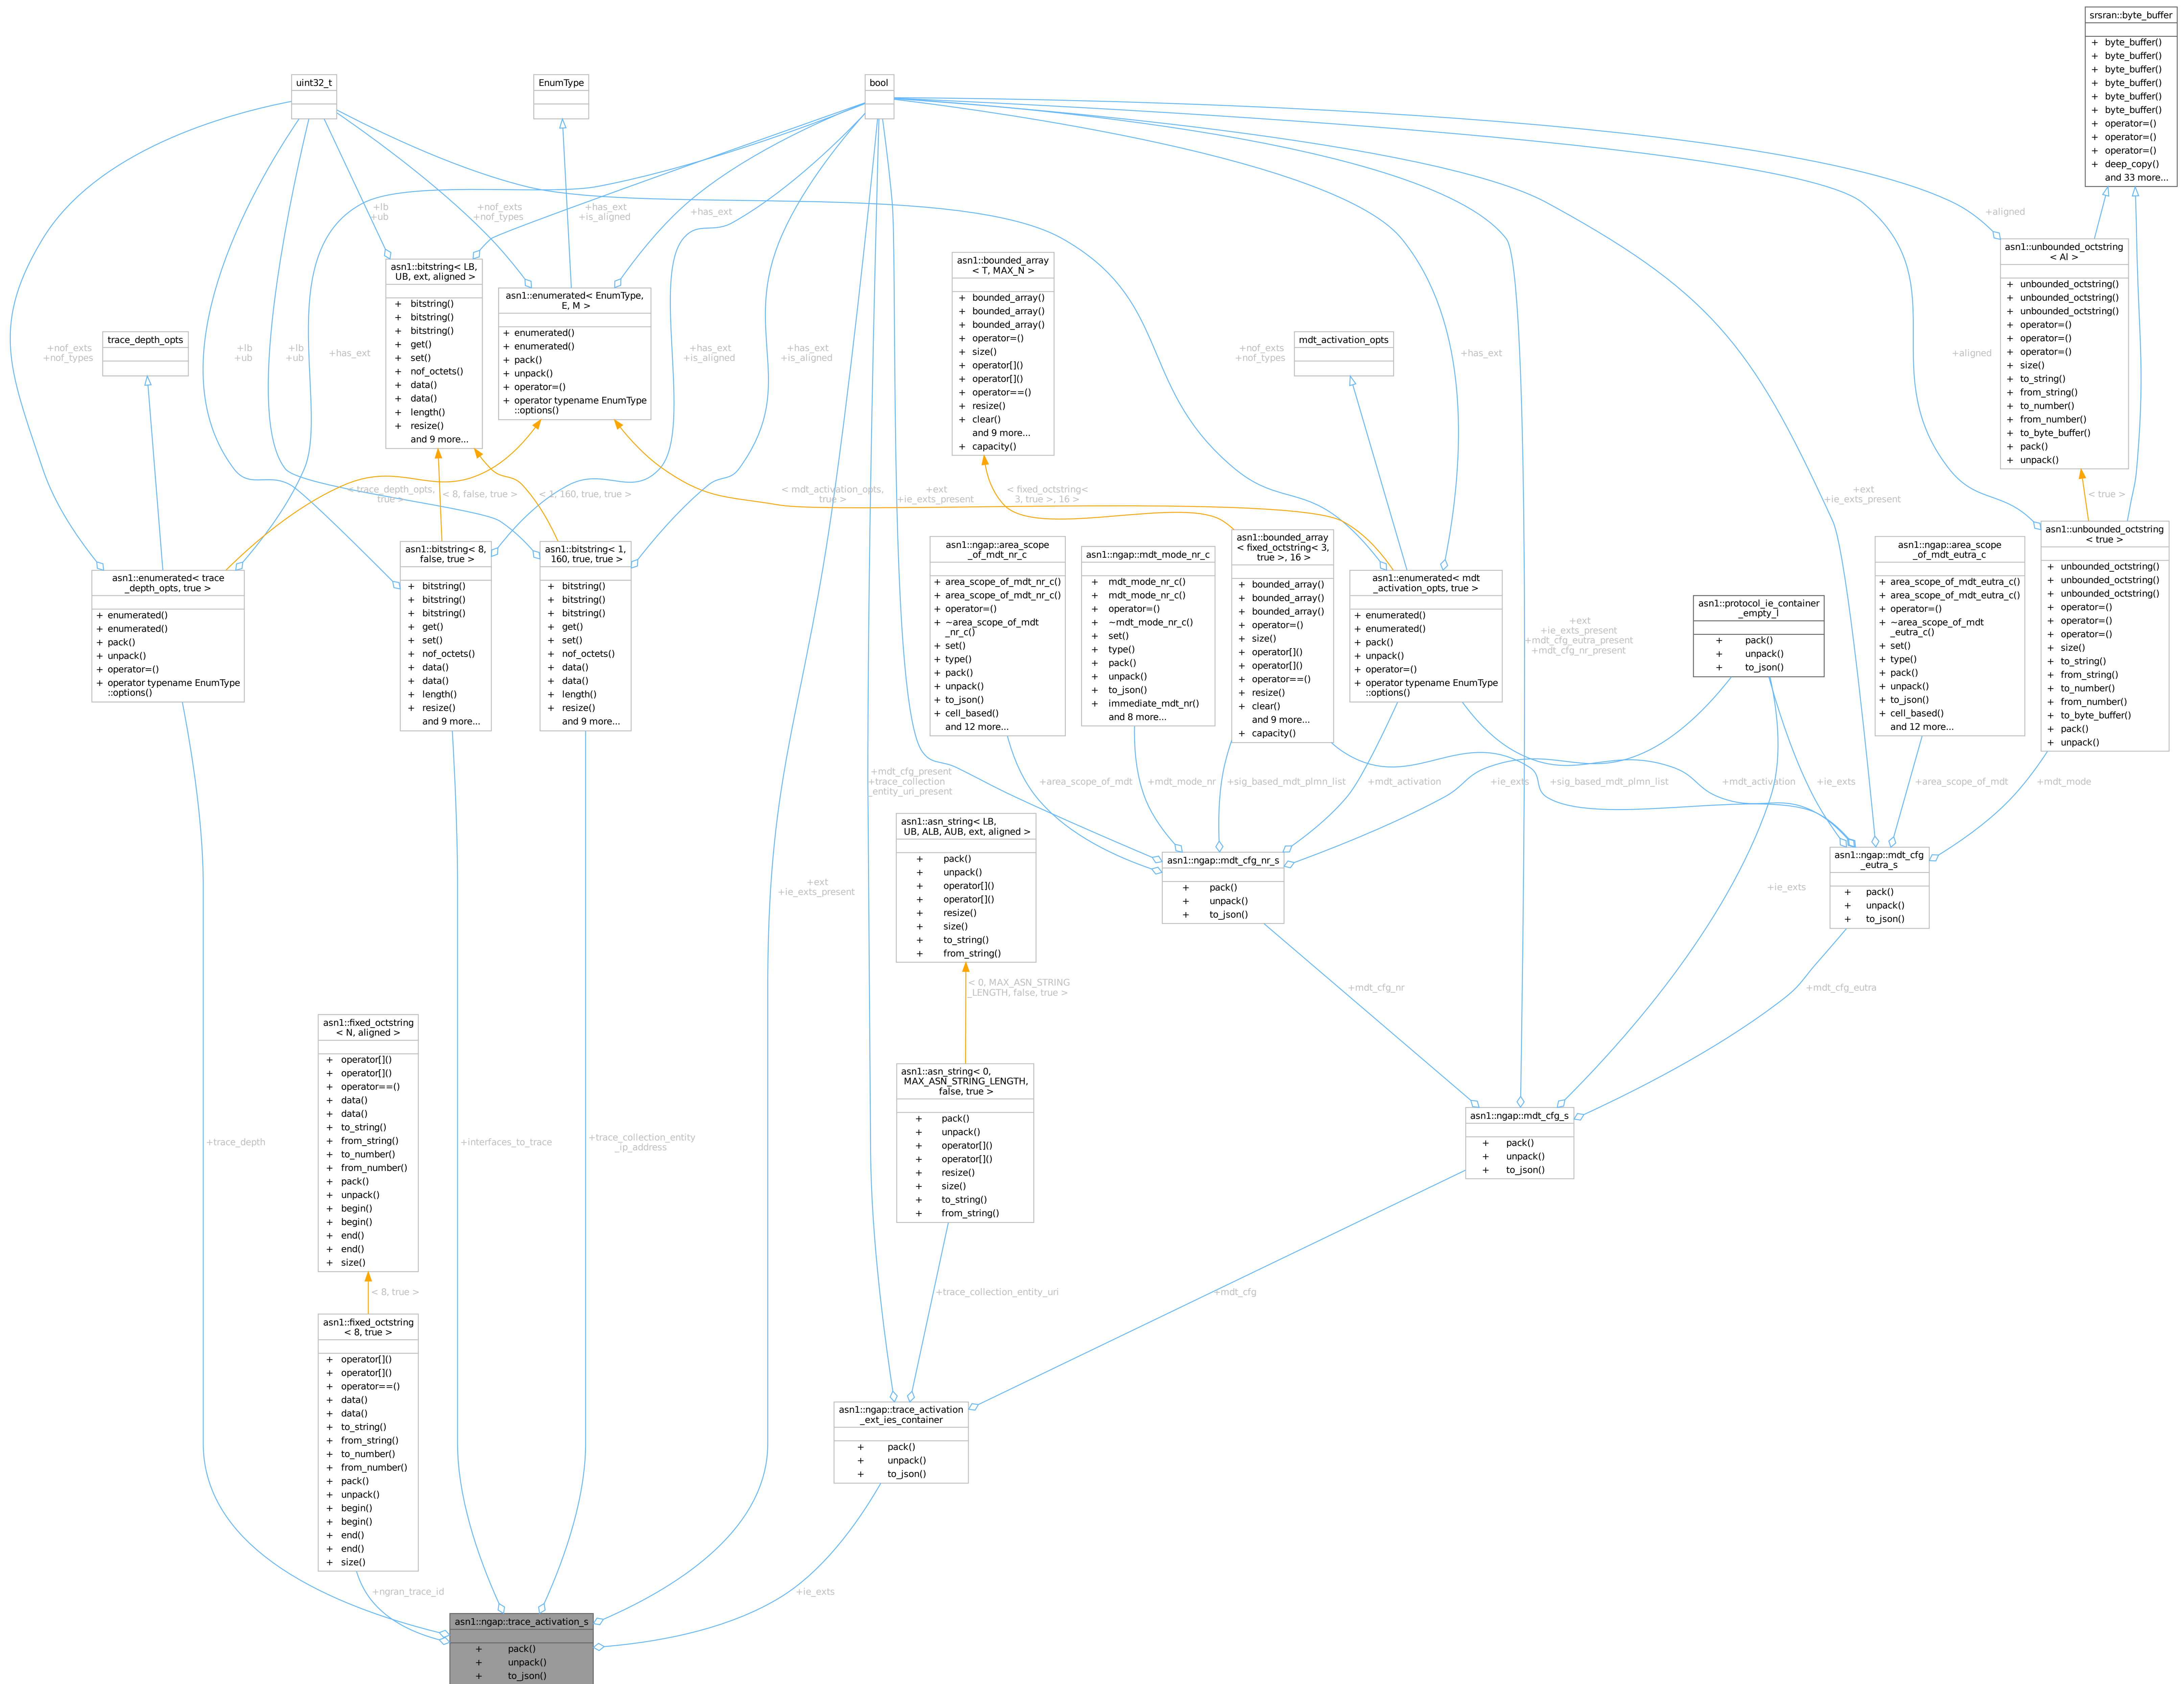 srsran::byte_buffer
+ byte_buffer()
+ byte_buffer()
+ byte_buffer()
+ byte_buffer()
+ byte_buffer()
+ byte_buffer()
+ operator=()
+ operator=()
+ operator=()
+ deep_copy()
and 33 more...
uint32_t
EnumType
bool
+lb
+ub
+nof_exts
+nof_types
+has_ext
+is_aligned
+has_ext
+aligned
asn1::bitstring< LB,
UB, ext, aligned >
+ bitstring()
+ bitstring()
+ bitstring()
+ get()
+ set()
+ nof_octets()
+ data()
+ data()
+ length()
+ resize()
and 9 more...
asn1::enumerated< EnumType,
E, M >
+ enumerated()
+ enumerated()
+ pack()
+ unpack()
+ operator=()
+ operator typename EnumType
::options()
asn1::bounded_array
< T, MAX_N >
+ bounded_array()
+ bounded_array()
+ bounded_array()
+ operator=()
+ size()
+ operator[]()
+ operator[]()
+ operator==()
+ resize()
+ clear()
and 9 more...
+ capacity()
asn1::unbounded_octstring
< Al >
+ unbounded_octstring()
+ unbounded_octstring()
+ unbounded_octstring()
+ operator=()
+ operator=()
+ operator=()
+ size()
+ to_string()
+ from_string()
+ to_number()
+ from_number()
+ to_byte_buffer()
+ pack()
+ unpack()
trace_depth_opts
mdt_activation_opts
+nof_exts
+nof_types
+lb
+ub
+lb
+ub
+has_ext
+has_ext
+is_aligned
+has_ext
+is_aligned
+nof_exts
+nof_types
+has_ext
+aligned
< trace_depth_opts,
true >
< 8, false, true >
< 1, 160, true, true >
< mdt_activation_opts,
true >
+ext
+ie_exts_present
< fixed_octstring<
3, true >, 16 >
+ext
+ie_exts_present
< true >
asn1::enumerated< trace
_depth_opts, true >
+ enumerated()
+ enumerated()
+ pack()
+ unpack()
+ operator=()
+ operator typename EnumType
::options()
asn1::bitstring< 8,
false, true >
+ bitstring()
+ bitstring()
+ bitstring()
+ get()
+ set()
+ nof_octets()
+ data()
+ data()
+ length()
+ resize()
and 9 more...
asn1::bitstring< 1,
160, true, true >
+ bitstring()
+ bitstring()
+ bitstring()
+ get()
+ set()
+ nof_octets()
+ data()
+ data()
+ length()
+ resize()
and 9 more...
asn1::ngap::area_scope
_of_mdt_nr_c
+ area_scope_of_mdt_nr_c()
+ area_scope_of_mdt_nr_c()
+ operator=()
+ ~area_scope_of_mdt
_nr_c()
+ set()
+ type()
+ pack()
+ unpack()
+ to_json()
+ cell_based()
and 12 more...
asn1::ngap::mdt_mode_nr_c
+ mdt_mode_nr_c()
+ mdt_mode_nr_c()
+ operator=()
+ ~mdt_mode_nr_c()
+ set()
+ type()
+ pack()
+ unpack()
+ to_json()
+ immediate_mdt_nr()
and 8 more...
asn1::bounded_array
< fixed_octstring< 3,
true >, 16 >
+ bounded_array()
+ bounded_array()
+ bounded_array()
+ operator=()
+ size()
+ operator[]()
+ operator[]()
+ operator==()
+ resize()
+ clear()
and 9 more...
+ capacity()
asn1::enumerated< mdt
_activation_opts, true >
+ enumerated()
+ enumerated()
+ pack()
+ unpack()
+ operator=()
+ operator typename EnumType
::options()
+ext
+ie_exts_present
+mdt_cfg_eutra_present
+mdt_cfg_nr_present
asn1::protocol_ie_container
_empty_l
+ pack()
+ unpack()
+ to_json()
asn1::ngap::area_scope
_of_mdt_eutra_c
+ area_scope_of_mdt_eutra_c()
+ area_scope_of_mdt_eutra_c()
+ operator=()
+ ~area_scope_of_mdt
_eutra_c()
+ set()
+ type()
+ pack()
+ unpack()
+ to_json()
+ cell_based()
and 12 more...
asn1::unbounded_octstring
< true >
+ unbounded_octstring()
+ unbounded_octstring()
+ unbounded_octstring()
+ operator=()
+ operator=()
+ operator=()
+ size()
+ to_string()
+ from_string()
+ to_number()
+ from_number()
+ to_byte_buffer()
+ pack()
+ unpack()
+mdt_cfg_present
+trace_collection
_entity_uri_present
+area_scope_of_mdt
+mdt_mode_nr
+sig_based_mdt_plmn_list
+mdt_activation
+ie_exts
+sig_based_mdt_plmn_list
+mdt_activation
+ie_exts
+area_scope_of_mdt
+mdt_mode
asn1::asn_string< LB,
UB, ALB, AUB, ext, aligned >
+ pack()
+ unpack()
+ operator[]()
+ operator[]()
+ resize()
+ size()
+ to_string()
+ from_string()
asn1::ngap::mdt_cfg_nr_s
+ pack()
+ unpack()
+ to_json()
asn1::ngap::mdt_cfg
_eutra_s
+ pack()
+ unpack()
+ to_json()
+ext
+ie_exts_present
+ie_exts
< 0, MAX_ASN_STRING
_LENGTH, false, true >
+mdt_cfg_nr
+mdt_cfg_eutra
asn1::fixed_octstring
< N, aligned >
+ operator[]()
+ operator[]()
+ operator==()
+ data()
+ data()
+ to_string()
+ from_string()
+ to_number()
+ from_number()
+ pack()
+ unpack()
+ begin()
+ begin()
+ end()
+ end()
+ size()
asn1::asn_string< 0,
MAX_ASN_STRING_LENGTH,
false, true >
+ pack()
+ unpack()
+ operator[]()
+ operator[]()
+ resize()
+ size()
+ to_string()
+ from_string()
asn1::ngap::mdt_cfg_s
+ pack()
+ unpack()
+ to_json()
+trace_depth
+interfaces_to_trace
+trace_collection_entity
_ip_address
< 8, true >
+trace_collection_entity_uri
+mdt_cfg
asn1::fixed_octstring
< 8, true >
+ operator[]()
+ operator[]()
+ operator==()
+ data()
+ data()
+ to_string()
+ from_string()
+ to_number()
+ from_number()
+ pack()
+ unpack()
+ begin()
+ begin()
+ end()
+ end()
+ size()
asn1::ngap::trace_activation
_ext_ies_container
+ pack()
+ unpack()
+ to_json()
+ngran_trace_id
+ie_exts
asn1::ngap::trace_activation_s
+ pack()
+ unpack()
+ to_json()